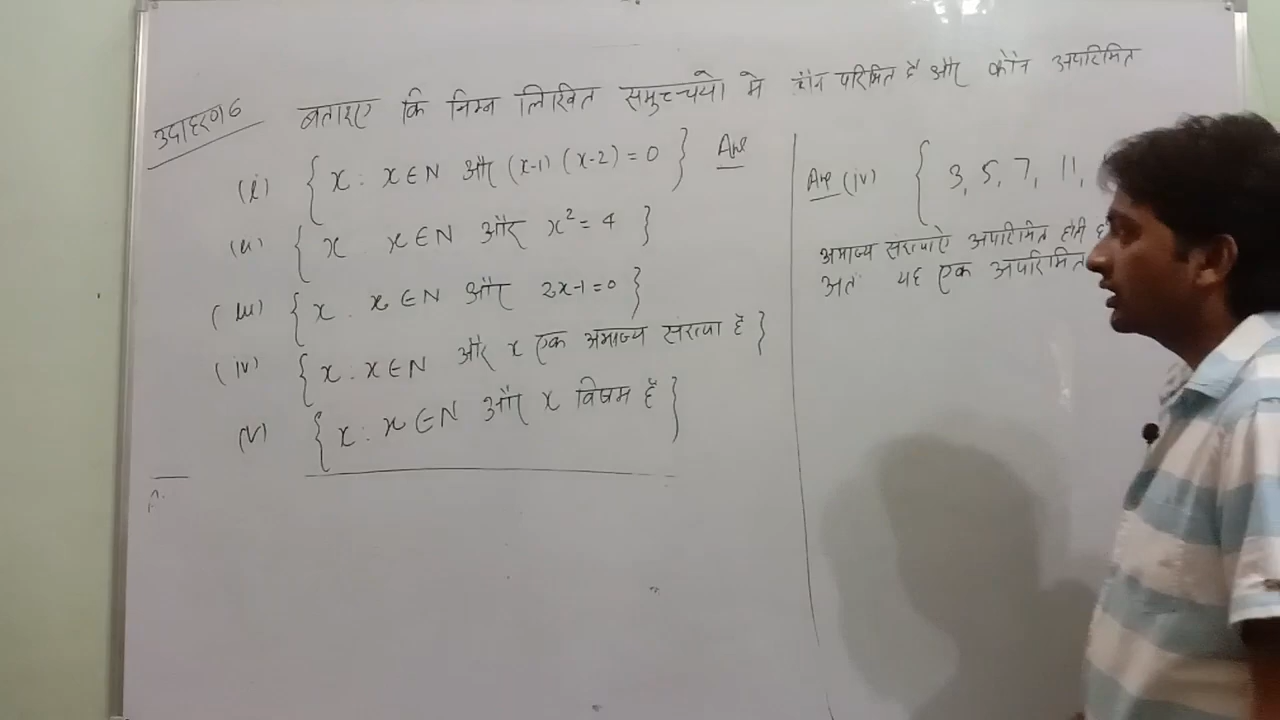 उदाहरण 6 बताइए कि निम्न लिखित समुच्चयो मे कौन परिमित है और कौन अपरिमित
(i) { x : x ∈ N और (x-1) (x-2) = 0 } Ans
(ii) { x x ∈ N और x² = 4 }
(iii) { x . x ∈ N और 2x-1=0 }
(iv) { x . x ∈ N और x एक अभाज्य संख्या है }
(v) { x : x ∈ N और x विषम है }
Ans (iv) { 3, 5, 7, 11,
अभाज्य संख्याऐ अपरिमित होती
अतः यह एक अपरिमित